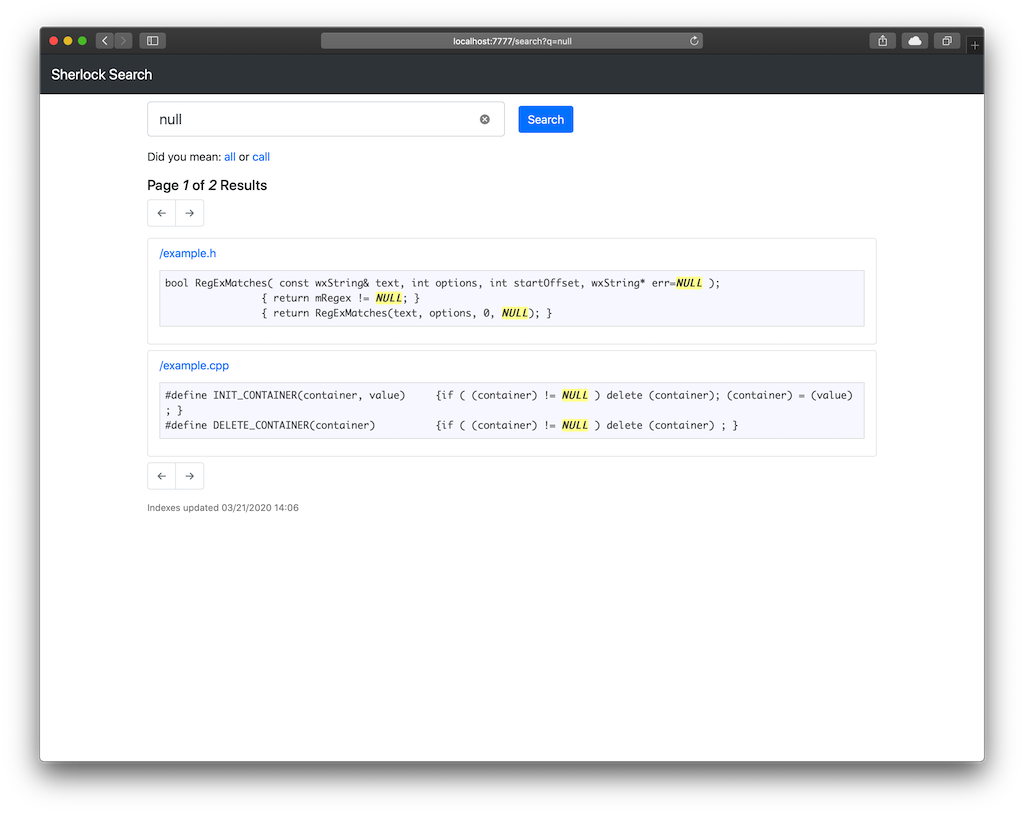 localhost:7777/search?q=null
Sherlock Search
null
Search
Did you mean: all or call
Page 1 of 2 Results
← →
/example.h
bool RegExMatches( const wxString& text, int options, int startOffset, wxString* err=NULL );
{ return mRegex != NULL; }
{ return RegExMatches(text, options, 0, NULL); }
/example.cpp
#define INIT_CONTAINER(container, value)     {if ( (container) != NULL ) delete (container); (container) = (value)
; }
#define DELETE_CONTAINER(container)          {if ( (container) != NULL ) delete (container) ; }
← →
Indexes updated 03/21/2020 14:06